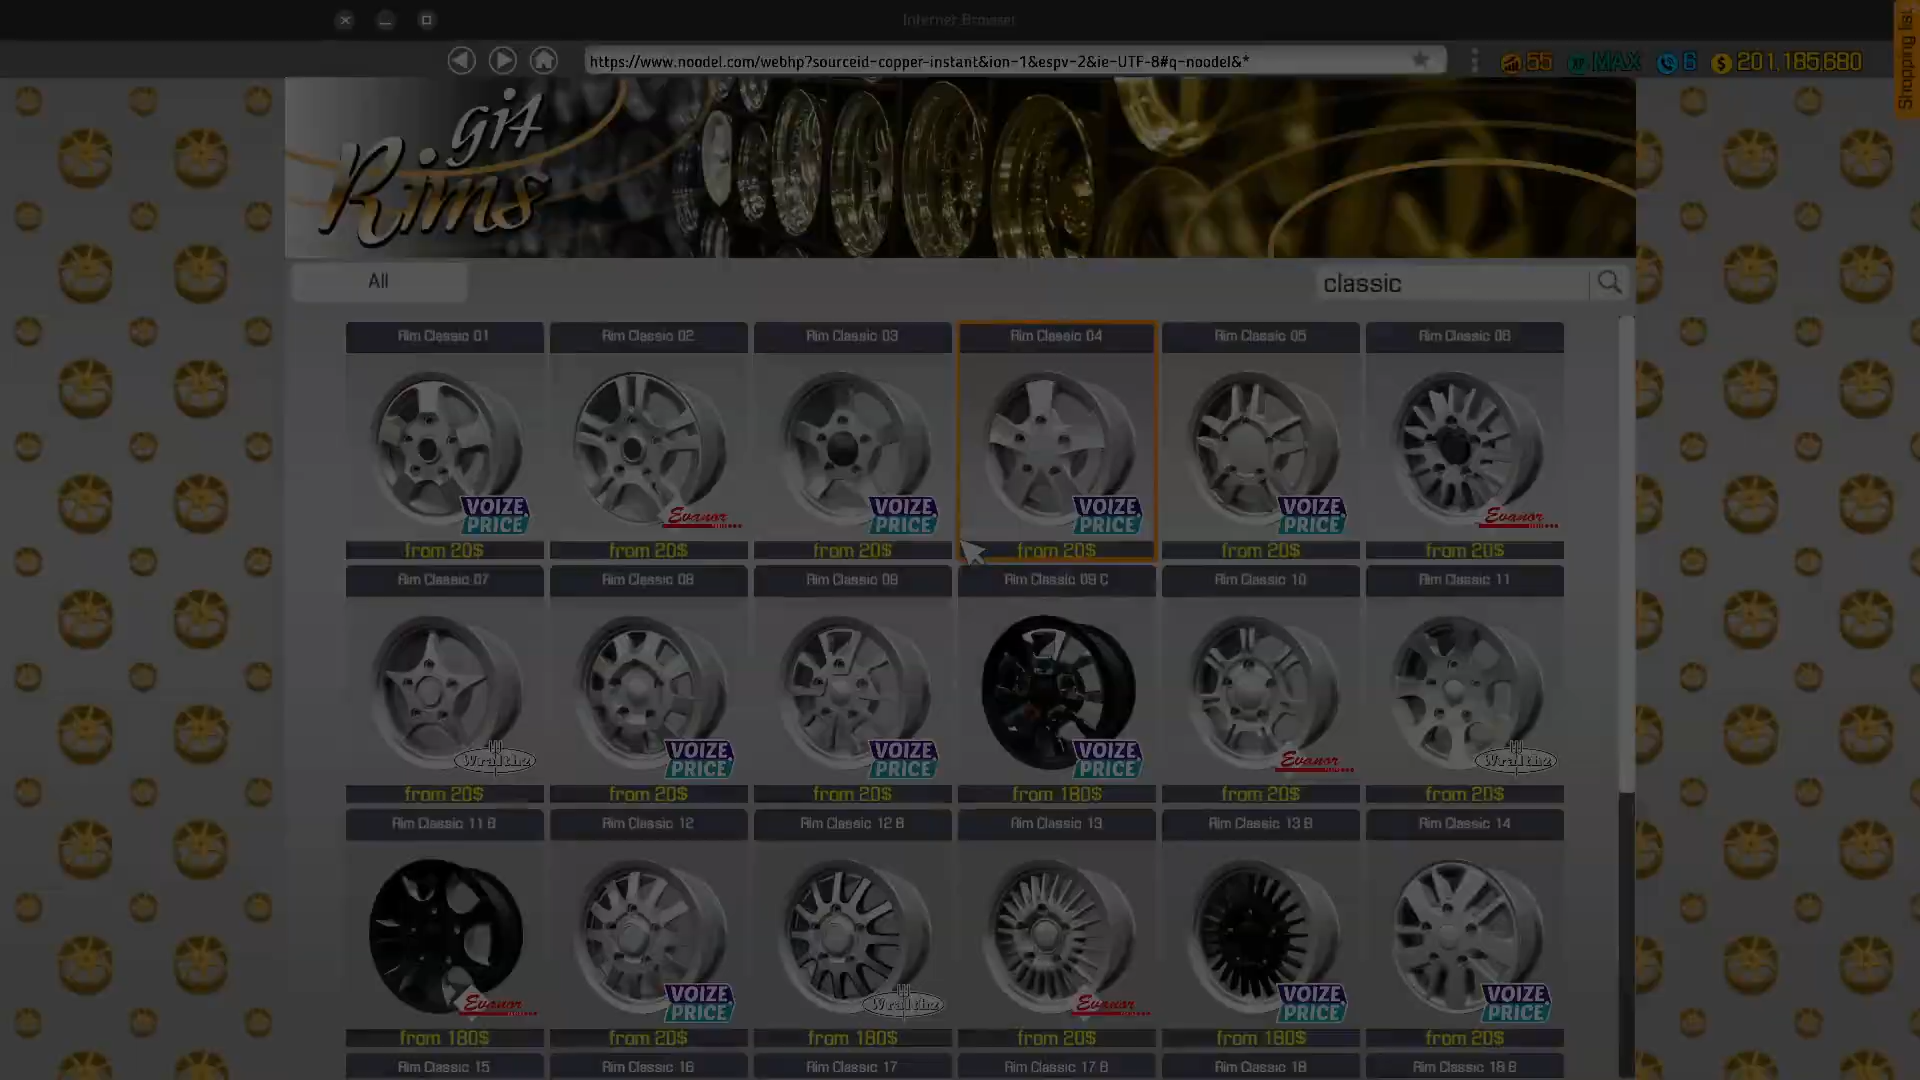 Internet Browser
https://www.noodel.com/webhp?sourceid-copper-instant&ion-1&espv-2&ie-UTF-8#q-noodel&*
55 MAX 6 201,185,680
Shopping list
git
Rims
All
classic
Rim Classic 01 Rim Classic 02 Rim Classic 03 Rim Classic 04 Rim Classic 05 Rim Classic 06
VOIZE PRICE Evanor VOIZE PRICE VOIZE PRICE VOIZE PRICE Evanor
from 20$ from 20$ from 20$ from 20$ from 20$ from 20$
Rim Classic 07 Rim Classic 08 Rim Classic 09 Rim Classic 09 C Rim Classic 10 Rim Classic 11
Wralthz VOIZE PRICE VOIZE PRICE VOIZE PRICE Evanor Wralthz
from 20$ from 20$ from 20$ from 180$ from 20$ from 20$
Rim Classic 11 B Rim Classic 12 Rim Classic 12 B Rim Classic 13 Rim Classic 13 B Rim Classic 14
Evanor VOIZE PRICE Wralthz Evanor VOIZE PRICE VOIZE PRICE
from 180$ from 20$ from 180$ from 20$ from 180$ from 20$
Rim Classic 15 Rim Classic 16 Rim Classic 17 Rim Classic 17 B Rim Classic 18 Rim Classic 18 B